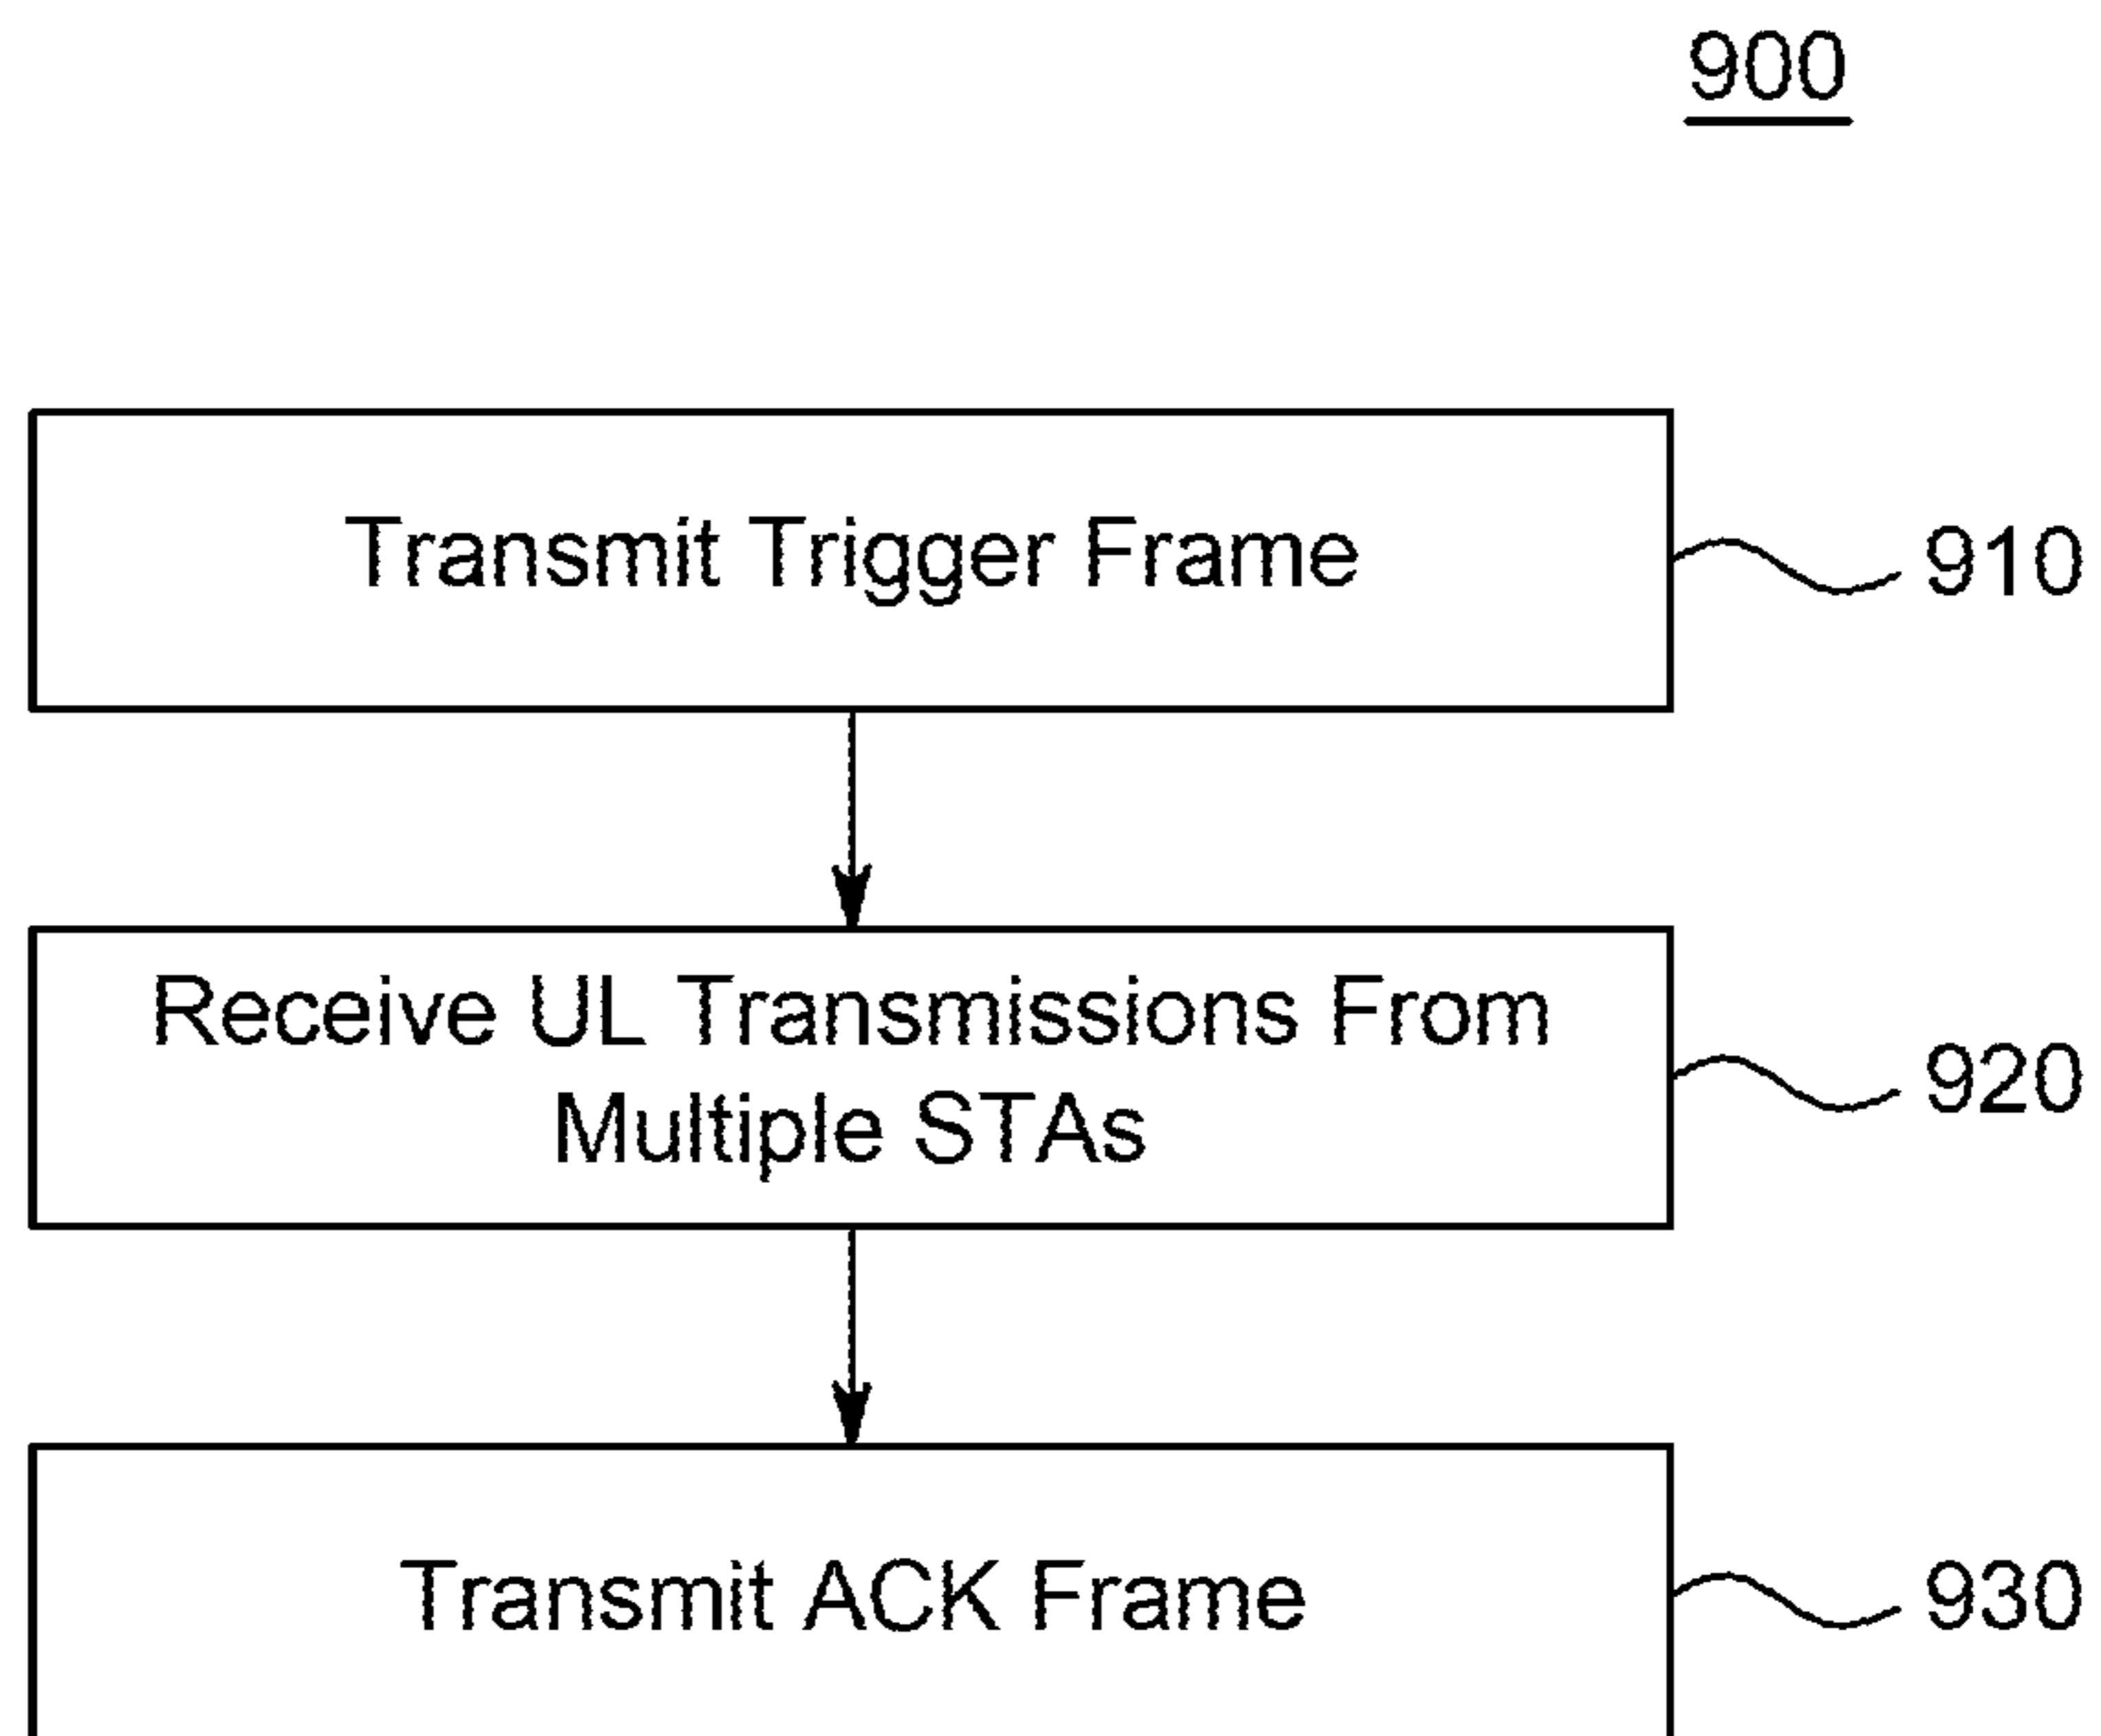 900
Transmit Trigger Frame
910
Receive UL Transmissions From
Multiple STAs
920
Transmit ACK Frame
930